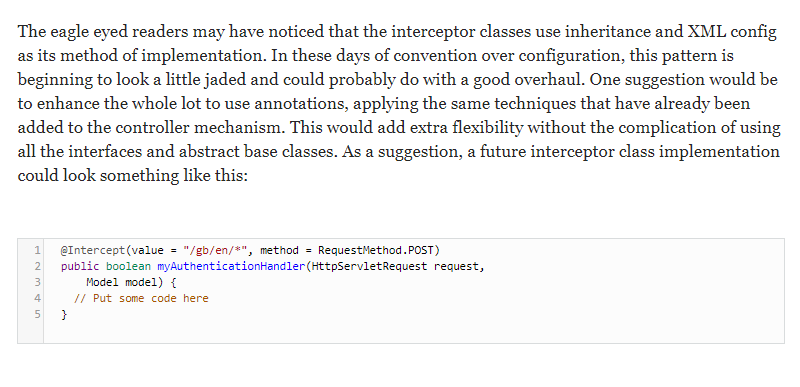 The eagle eyed readers may have noticed that the interceptor classes use inheritance and XML config
as its method of implementation. In these days of convention over configuration, this pattern is
beginning to look a little jaded and could probably do with a good overhaul. One suggestion would be
to enhance the whole lot to use annotations, applying the same techniques that have already been
added to the controller mechanism. This would add extra flexibility without the complication of using
all the interfaces and abstract base classes. As a suggestion, a future interceptor class implementation
could look something like this:
1 @Intercept(value = "/gb/en/*", method = RequestMethod.POST)
2 public boolean myAuthenticationHandler(HttpServletRequest request,
3 Model model) {
4 // Put some code here
5 }